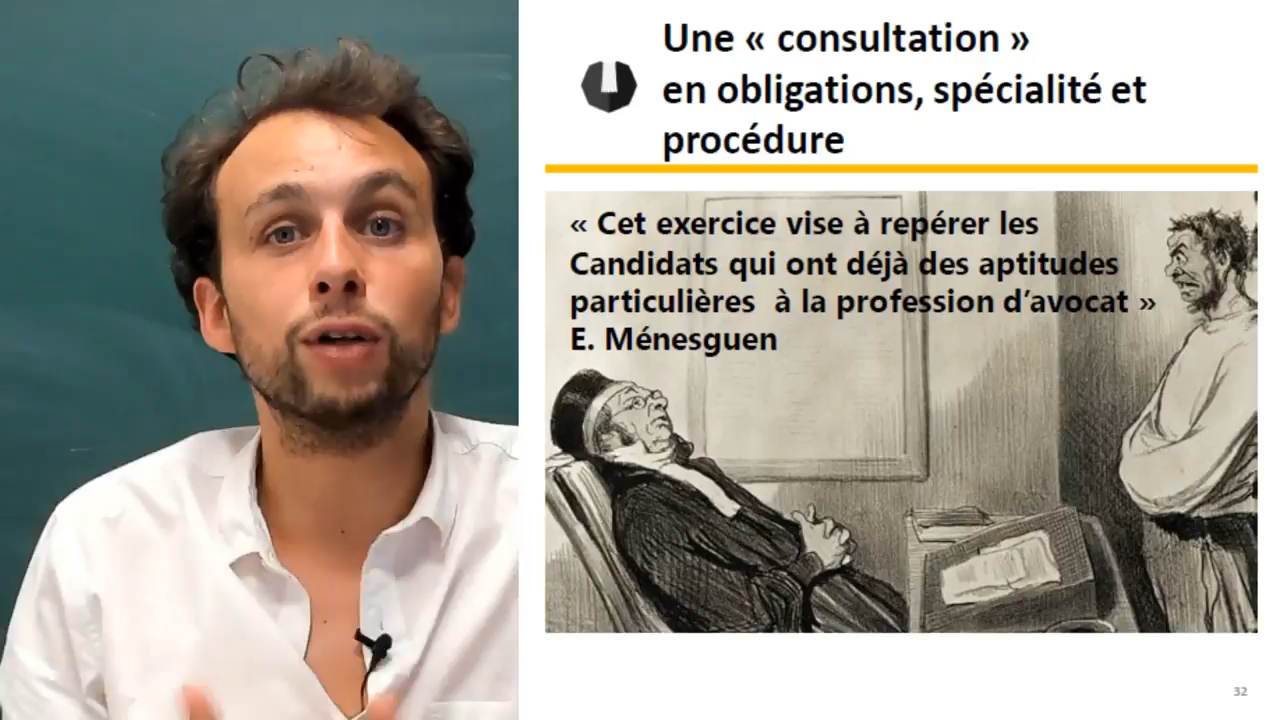 Une « consultation »
en obligations, spécialité et
procédure
« Cet exercice vise à repérer les
Candidats qui ont déjà des aptitudes
particulières  à la profession d’avocat »
E. Ménesguen
32